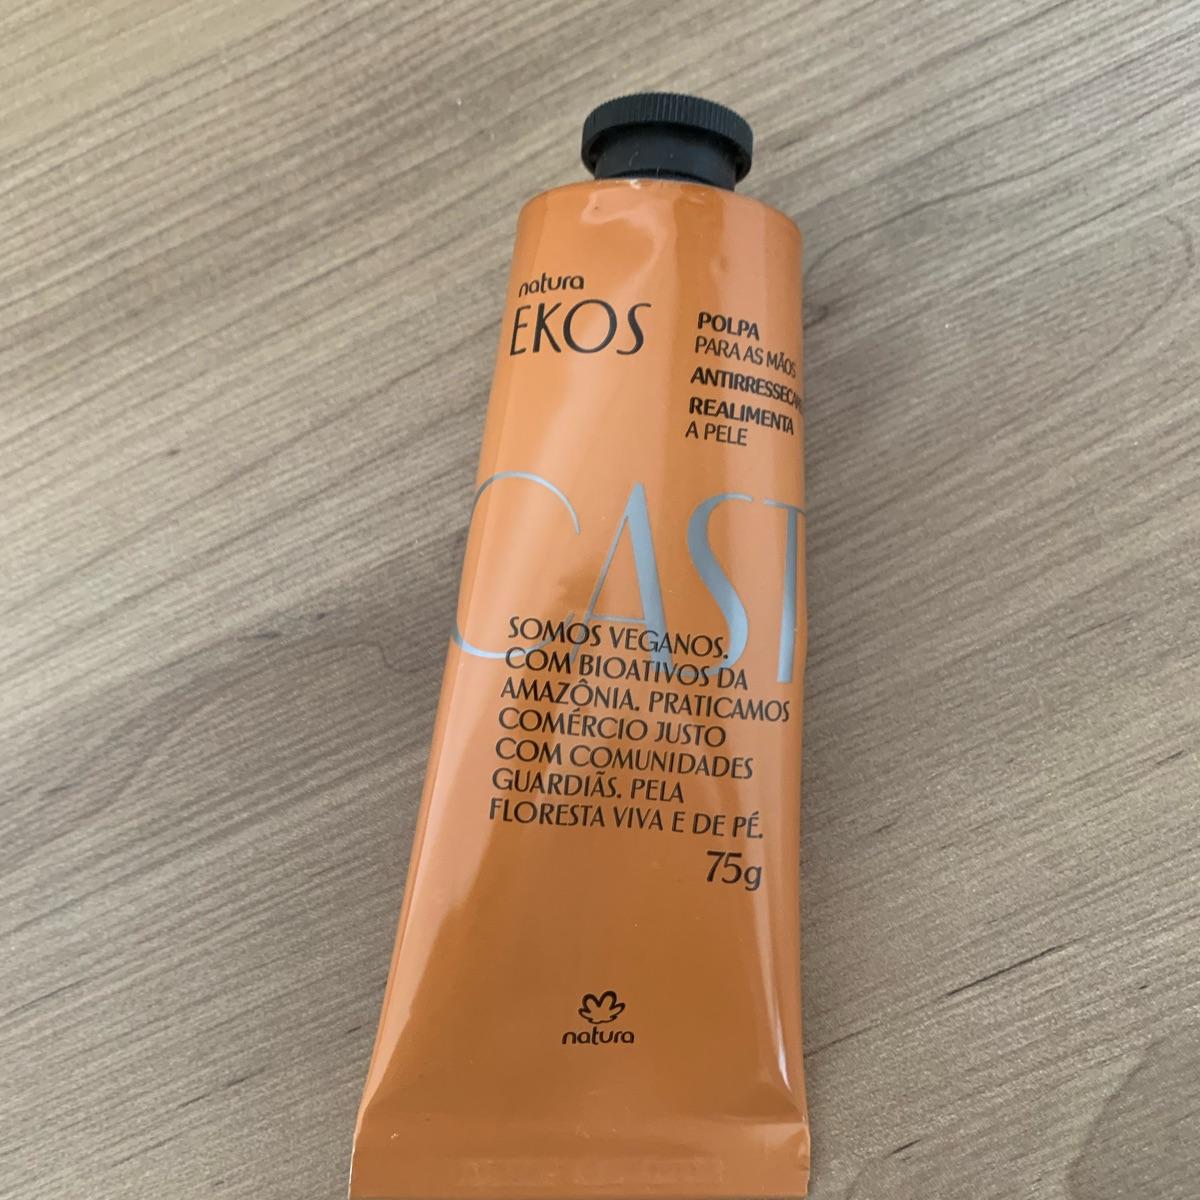 natura
EKOS
POLPA
PARA AS MÃOS
REALIMENTA
A PELE
CAST
SOMOS VEGANOS.
COM BIOATIVOS DA
AMAZÔNIA. PRATICAMOS
COMÉRCIO JUSTO
COM COMUNIDADES
GUARDIÃS. PELA
FLORESTA VIVA E DE PÉ.
75g
natura